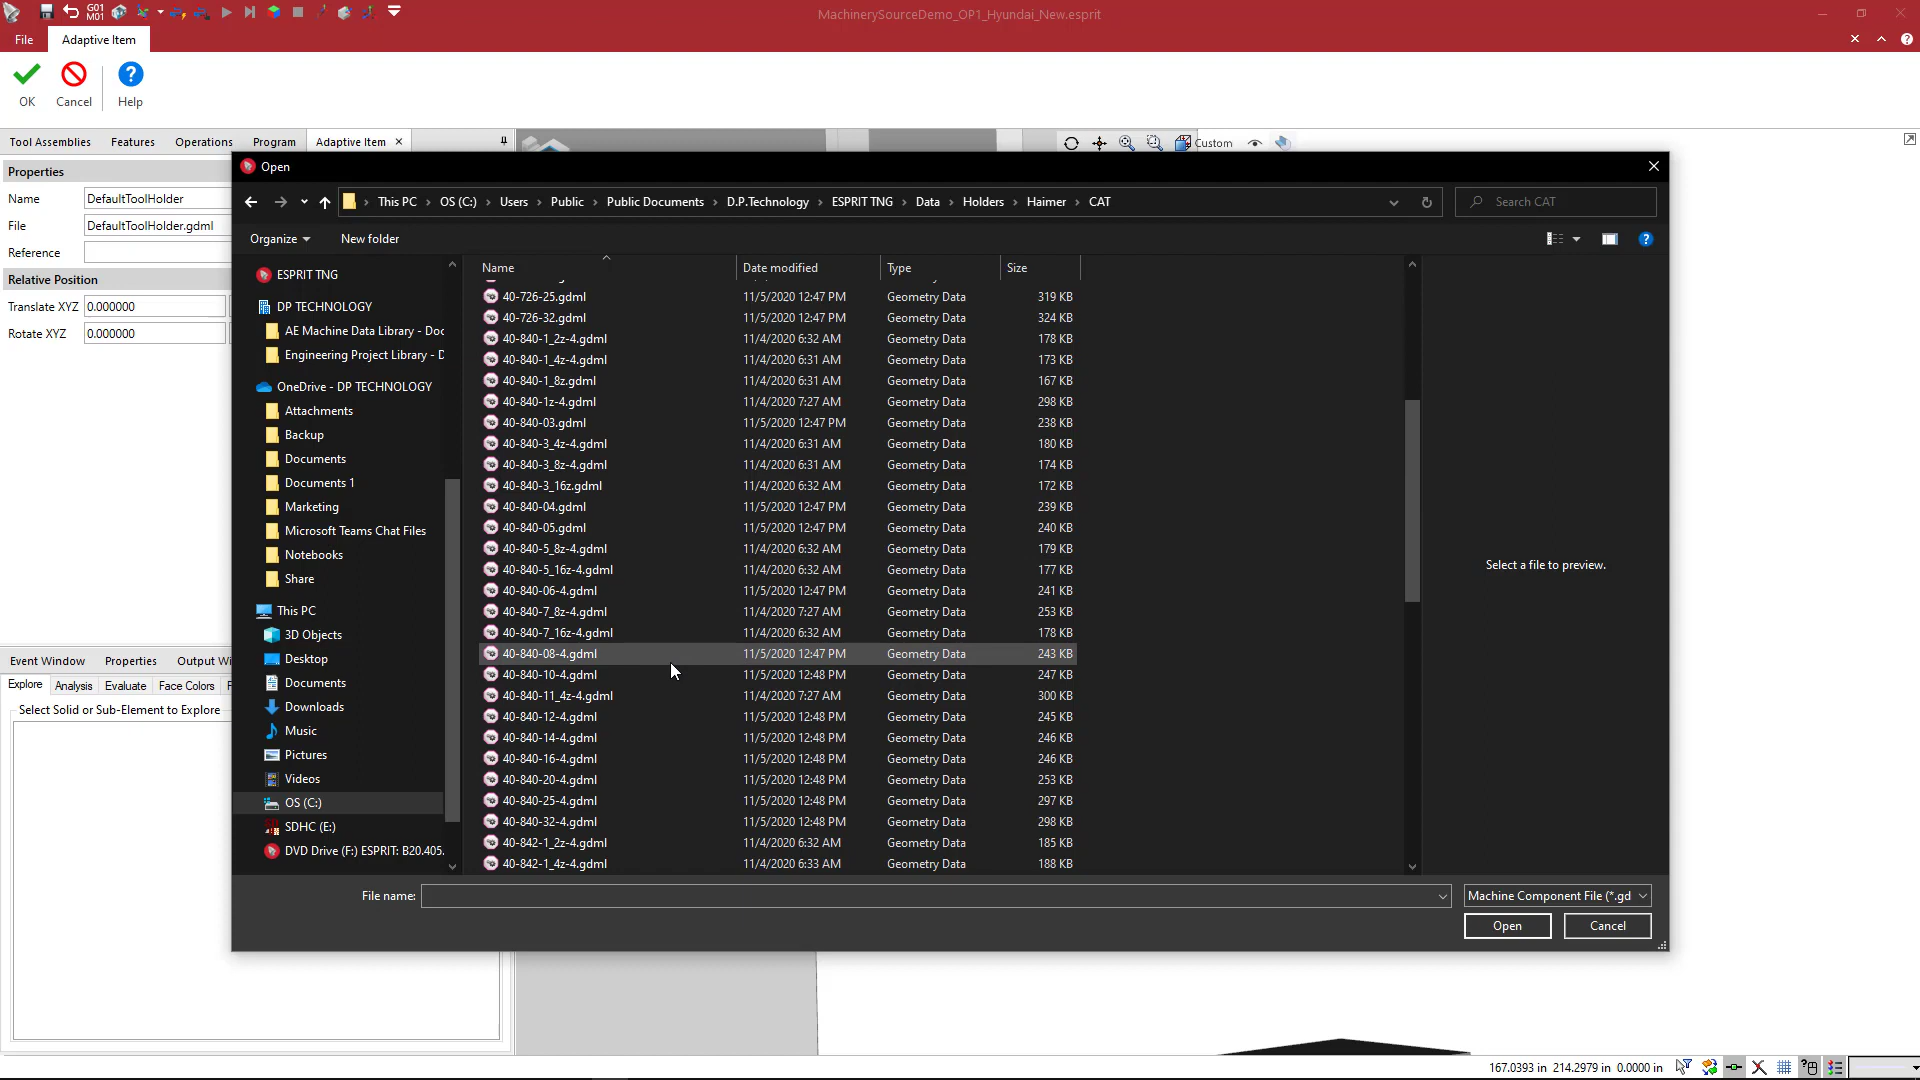 G01
M01
MachinerySourceDemo_OP1_Hyundai_New.esprit
File
Adaptive Item
OK
Cancel
Help
Tool Assemblies
Features
Operations
Program
Adaptive Item
Custom
Properties
Name
DefaultToolHolder
File
DefaultToolHolder.gdml
Reference
Relative Position
Translate XYZ
0.000000
Rotate XYZ
0.000000
Event Window
Properties
Output Wi
Explore
Analysis
Evaluate
Face Colors
Select Solid or Sub-Element to Explore
Open
This PC
OS (C:)
Users
Public
Public Documents
D.P.Technology
ESPRIT TNG
Data
Holders
Haimer
CAT
Search CAT
Organize
New folder
ESPRIT TNG
DP TECHNOLOGY
AE Machine Data Library - Doc
Engineering Project Library - D
OneDrive - DP TECHNOLOGY
Attachments
Backup
Documents
Documents 1
Marketing
Microsoft Teams Chat Files
Notebooks
Share
This PC
3D Objects
Desktop
Documents
Downloads
Music
Pictures
Videos
OS (C:)
SDHC (E:)
DVD Drive (F:) ESPRIT: B20.405.
Name Date modified Type Size
40-726-25.gdml 11/5/2020 12:47 PM Geometry Data 319 KB
40-726-32.gdml 11/5/2020 12:47 PM Geometry Data 324 KB
40-840-1_2z-4.gdml 11/4/2020 6:32 AM Geometry Data 178 KB
40-840-1_4z-4.gdml 11/4/2020 6:31 AM Geometry Data 173 KB
40-840-1_8z.gdml 11/4/2020 6:31 AM Geometry Data 167 KB
40-840-1z-4.gdml 11/4/2020 7:27 AM Geometry Data 298 KB
40-840-03.gdml 11/5/2020 12:47 PM Geometry Data 238 KB
40-840-3_4z-4.gdml 11/4/2020 6:31 AM Geometry Data 180 KB
40-840-3_8z-4.gdml 11/4/2020 6:31 AM Geometry Data 174 KB
40-840-3_16z.gdml 11/4/2020 6:32 AM Geometry Data 172 KB
40-840-04.gdml 11/5/2020 12:47 PM Geometry Data 239 KB
40-840-05.gdml 11/5/2020 12:47 PM Geometry Data 240 KB
40-840-5_8z-4.gdml 11/4/2020 6:32 AM Geometry Data 179 KB
40-840-5_16z-4.gdml 11/4/2020 6:32 AM Geometry Data 177 KB
40-840-06-4.gdml 11/5/2020 12:47 PM Geometry Data 241 KB
40-840-7_8z-4.gdml 11/4/2020 7:27 AM Geometry Data 253 KB
40-840-7_16z-4.gdml 11/4/2020 6:32 AM Geometry Data 178 KB
40-840-08-4.gdml 11/5/2020 12:47 PM Geometry Data 243 KB
40-840-10-4.gdml 11/5/2020 12:48 PM Geometry Data 247 KB
40-840-11_4z-4.gdml 11/4/2020 7:27 AM Geometry Data 300 KB
40-840-12-4.gdml 11/5/2020 12:48 PM Geometry Data 245 KB
40-840-14-4.gdml 11/5/2020 12:48 PM Geometry Data 246 KB
40-840-16-4.gdml 11/5/2020 12:48 PM Geometry Data 246 KB
40-840-20-4.gdml 11/5/2020 12:48 PM Geometry Data 253 KB
40-840-25-4.gdml 11/5/2020 12:48 PM Geometry Data 297 KB
40-840-32-4.gdml 11/5/2020 12:48 PM Geometry Data 298 KB
40-842-1_2z-4.gdml 11/4/2020 6:32 AM Geometry Data 185 KB
40-842-1_4z-4.gdml 11/4/2020 6:33 AM Geometry Data 188 KB
Select a file to preview.
File name:
Machine Component File (*.gd
Open
Cancel
167.0393 in 214.2979 in 0.0000 in